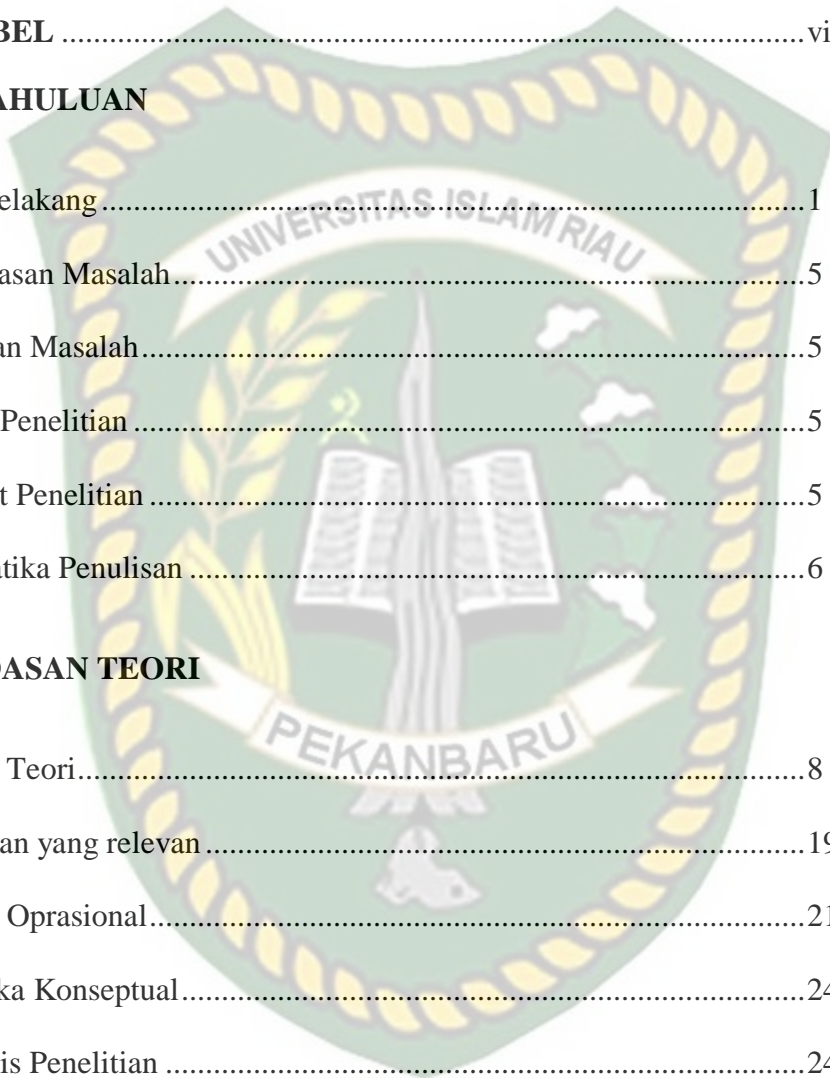 BEL ........................................................................................ vi
AHULUAN
elakang ........................................................................................ 1
UNIVERSITAS ISLAM RIAU
asan Masalah ........................................................................................ 5
an Masalah ........................................................................................ 5
Penelitian ........................................................................................ 5
t Penelitian ........................................................................................ 5
tika Penulisan ........................................................................................ 6
DASAN TEORI
PEKANBARU
Teori ........................................................................................ 8
an yang relevan ........................................................................................ 19
Oprasional ........................................................................................ 21
ka Konseptual ........................................................................................ 24
is Penelitian ........................................................................................ 24